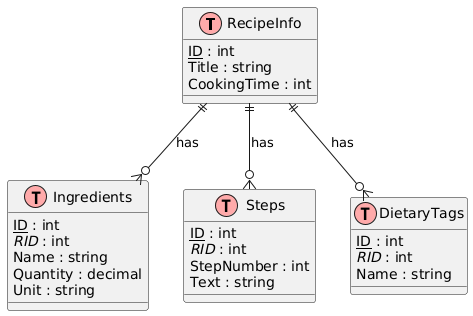 T RecipeInfo
ID : int
Title : string
CookingTime : int
has
has
has
T Ingredients
ID : int
RID : int
Name : string
Quantity : decimal
Unit : string
T Steps
ID : int
RID : int
StepNumber : int
Text : string
T DietaryTags
ID : int
RID : int
Name : string